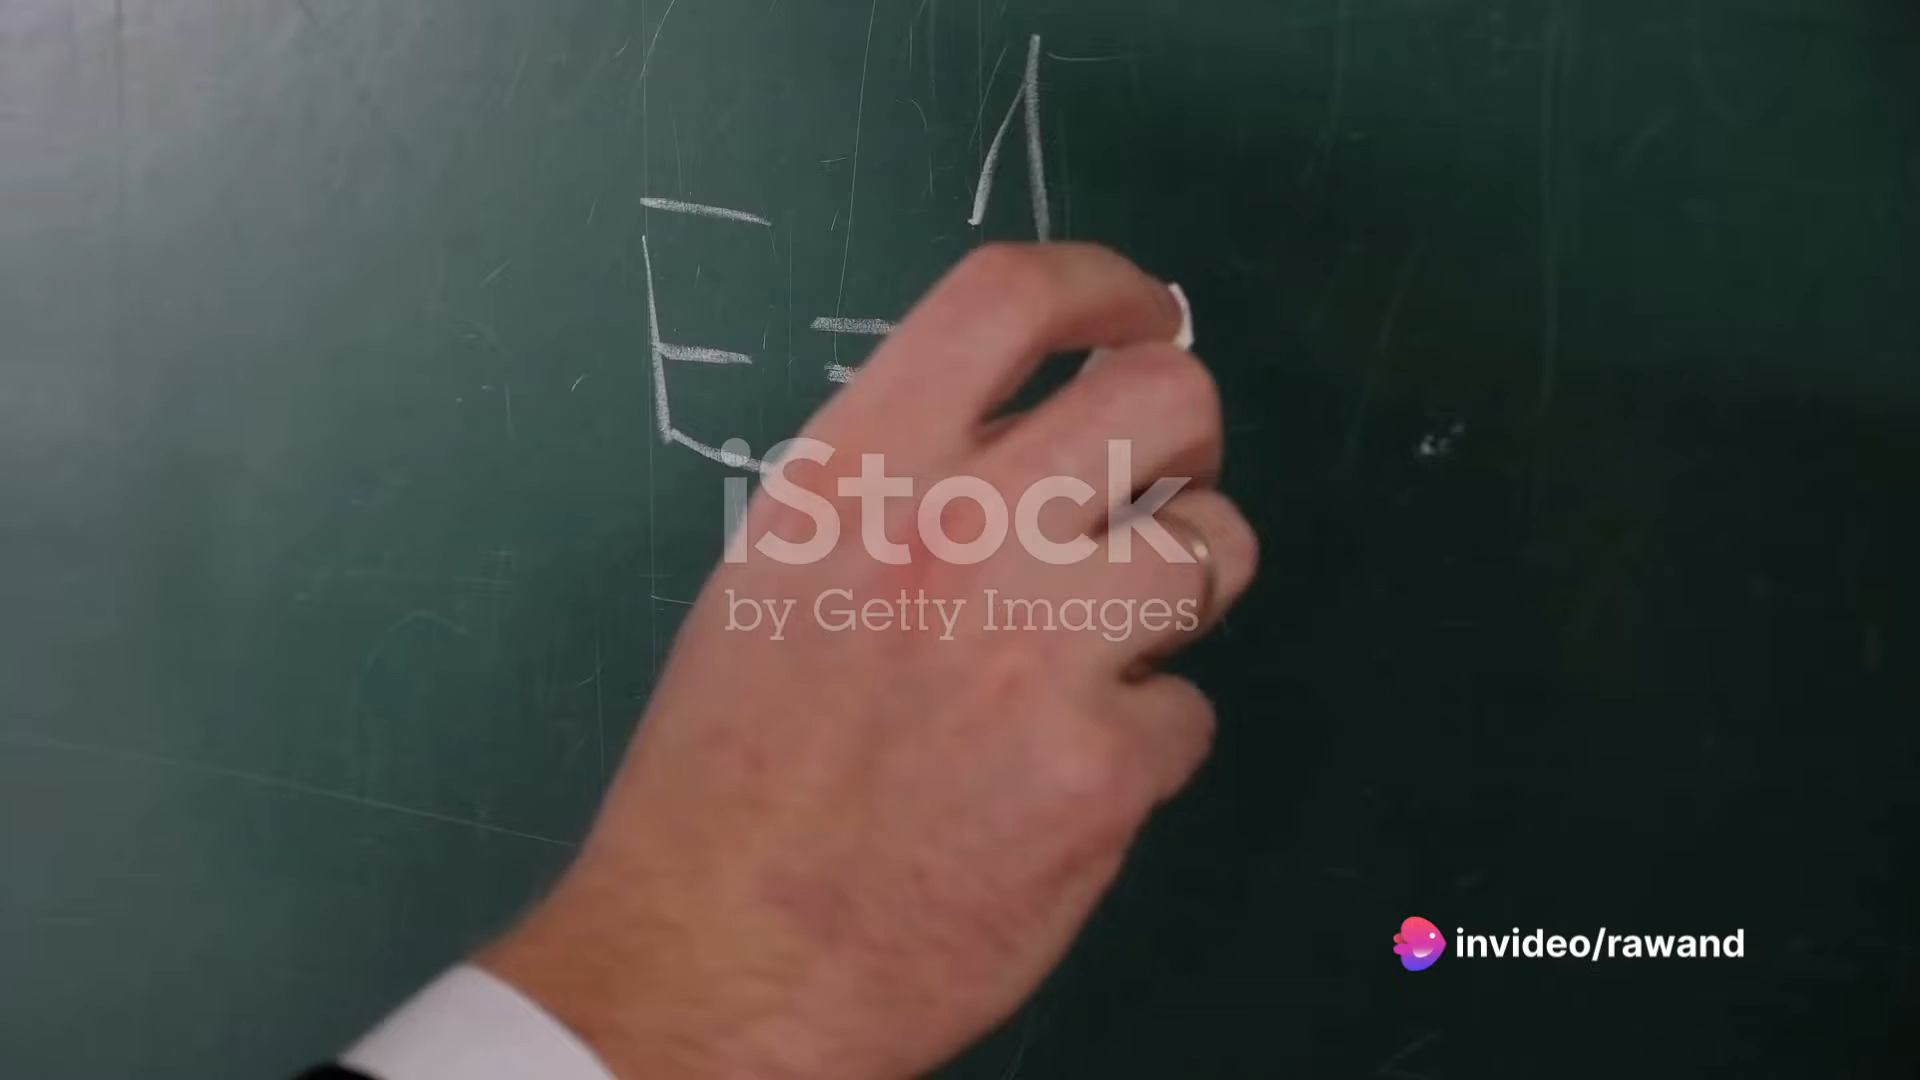 E =
iStock
by Getty Images
invideo/rawand